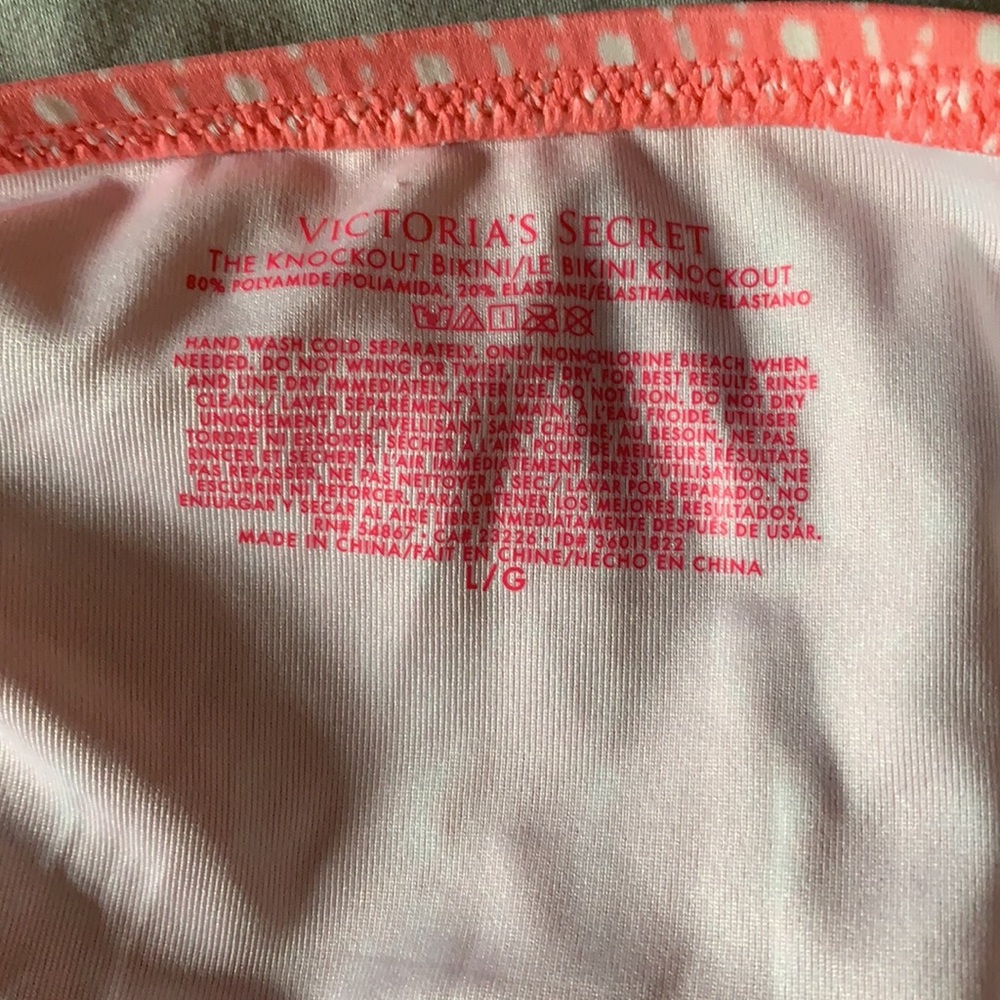 VICTORIA'S SECRET
THE KNOCKOUT BIKINI/LE BIKINI KNOCKOUT
80% POLYAMIDE/POLIAMIDA, 20% ELASTANE/ÉLASTHANNE/ELASTANO
HAND WASH COLD SEPARATELY. ONLY NON-CHLORINE BLEACH WHEN
NEEDED. DO NOT WRING OR TWIST. LINE DRY. FOR BEST RESULTS RINSE
AND LINE DRY IMMEDIATELY AFTER USE. DO NOT IRON. DO NOT DRY
CLEAN./ LAVER SÉPARÉMENT À LA MAIN, À L'EAU FROIDE. UTILISER
UNIQUEMENT DU JAVELLISANT SANS CHLORE, AU BESOIN. NE PAS
TORDRE NI ESSORER. SÉCHER À L'AIR. POUR DE MEILLEURS RÉSULTATS
RINCER ET SÉCHER À L'AIR IMMÉDIATEMENT APRÈS L'UTILISATION. NE
PAS REPASSER. NE PAS NETTOYER À SEC./ LAVAR POR SEPARADO. NO
ESCURRIR NI RETORCER. PARA OBTENER LOS MEJORES RESULTADOS,
ENJUAGAR Y SECAR AL AIRE LIBRE INMEDIATAMENTE DESPUÉS DE USAR.
RN# 54867 • CA# 23226 • ID# 36011822
MADE IN CHINA/FAIT EN CHINE/HECHO EN CHINA
L/G